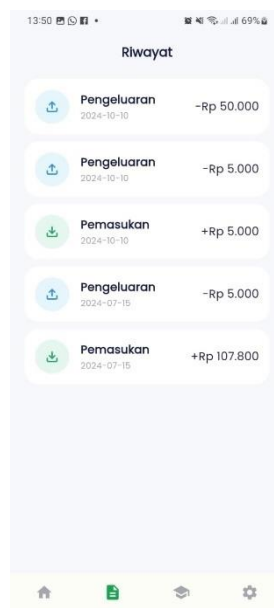 13:50 69%
Riwayat
Pengeluaran -Rp 50.000
2024-10-10
Pengeluaran -Rp 5.000
2024-10-10
Pemasukan +Rp 5.000
2024-10-10
Pengeluaran -Rp 5.000
2024-07-15
Pemasukan +Rp 107.800
2024-07-15